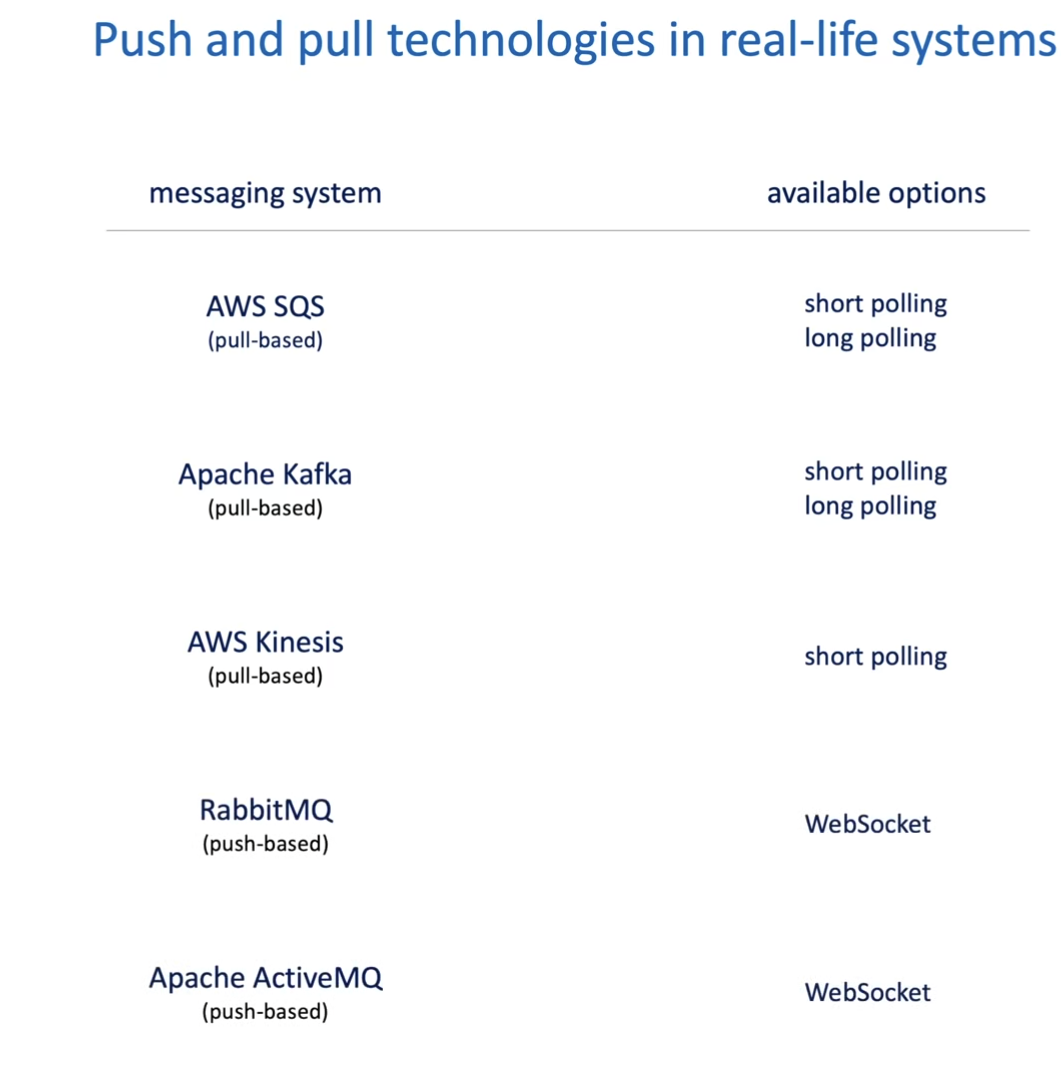 Push and pull technologies in real-life systems
messaging system
available options
AWS SQS
(pull-based)
short polling
long polling
Apache Kafka
(pull-based)
short polling
long polling
AWS Kinesis
(pull-based)
short polling
RabbitMQ
(push-based)
WebSocket
Apache ActiveMQ
(push-based)
WebSocket